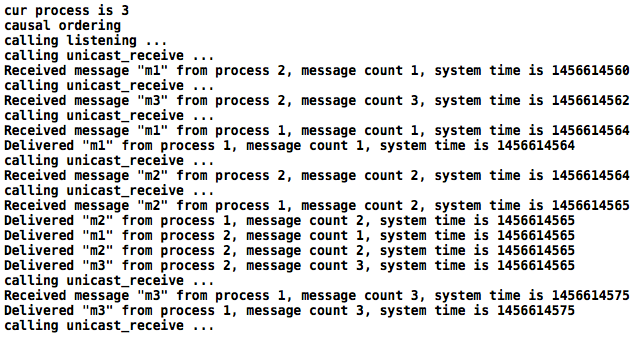 cur process is 3
causal ordering
calling listening ...
calling unicast_receive ...
Received message "m1" from process 2, message count 1, system time is 1456614560
calling unicast_receive ...
Received message "m3" from process 2, message count 3, system time is 1456614562
calling unicast_receive ...
Received message "m1" from process 1, message count 1, system time is 1456614564
Delivered "m1" from process 1, message count 1, system time is 1456614564
calling unicast_receive ...
Received message "m2" from process 2, message count 2, system time is 1456614564
calling unicast_receive ...
Received message "m2" from process 1, message count 2, system time is 1456614565
Delivered "m2" from process 1, message count 2, system time is 1456614565
Delivered "m1" from process 2, message count 1, system time is 1456614565
Delivered "m2" from process 2, message count 2, system time is 1456614565
Delivered "m3" from process 2, message count 3, system time is 1456614565
calling unicast_receive ...
Received message "m3" from process 1, message count 3, system time is 1456614575
Delivered "m3" from process 1, message count 3, system time is 1456614575
calling unicast_receive ...